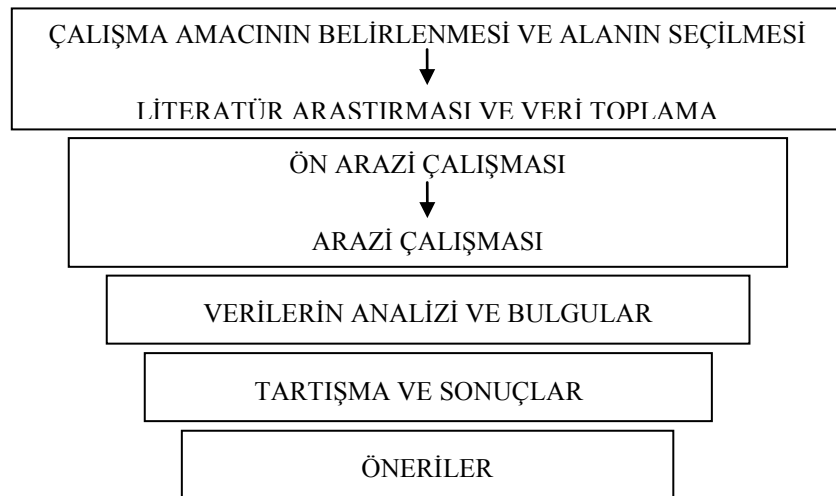 ÇALIŞMA AMACININ BELİRLENMESİ VE ALANIN SEÇİLMESİ
LİTERATÜR ARASTIRMASI VE VERİ TOPLAMA
ÖN ARAZİ ÇALIŞMASI
ARAZİ ÇALIŞMASI
VERİLERİN ANALİZİ VE BULGULAR
TARTIŞMA VE SONUÇLAR
ÖNERİLER